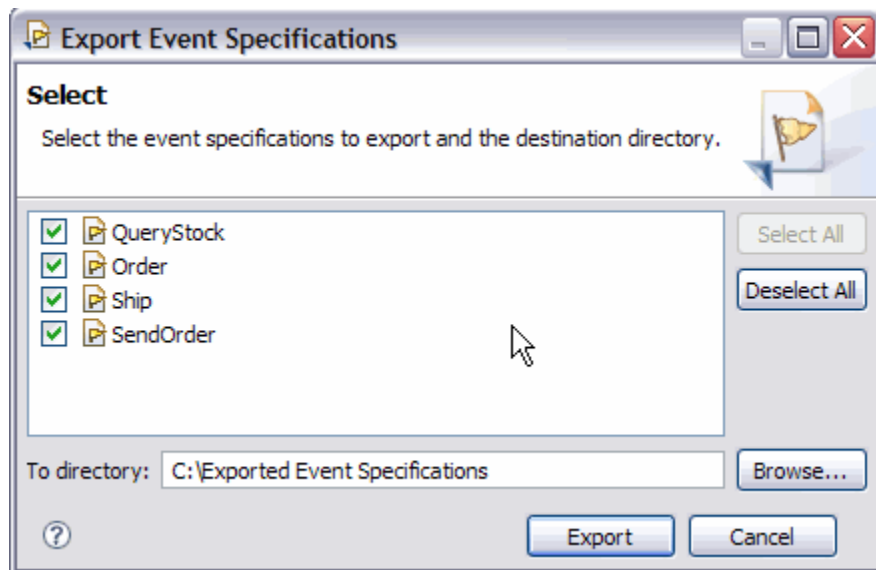 Export Event Specifications
Select
Select the event specifications to export and the destination directory.
QueryStock
Order
Ship
SendOrder
Select All
Deselect All
To directory: C:\Exported Event Specifications Browse...
? Export Cancel